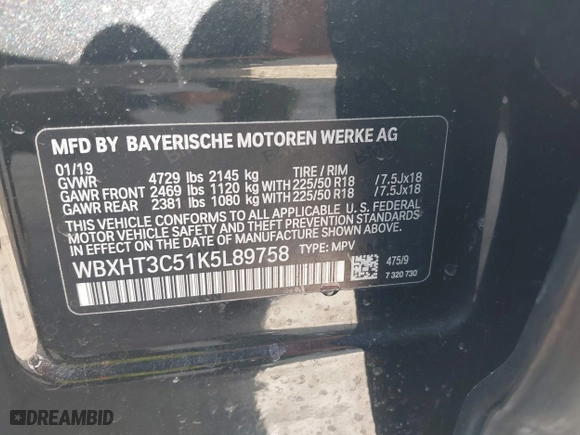 MFD BY BAYERISCHE MOTOREN WERKE AG
01/19
GVWR 4729 lbs 2145 kg TIRE / RIM
GAWR FRONT 2469 lbs 1120 kg WITH 225/50 R18 /7.5Jx18
GAWR REAR 2381 lbs 1080 kg WITH 225/50 R18 /7.5Jx18
THIS VEHICLE CONFORMS TO ALL APPLICABLE U. S. FEDERAL
MOTOR VEHICLE SAFETY AND THEFT PREVENTION STANDARDS
IN EFFECT ON THE DATE OF MANUFACTURE SHOWN ABOVE.
WBXHT3C51K5L89758 TYPE: MPV
475/9
7 320 730
DREAMBID